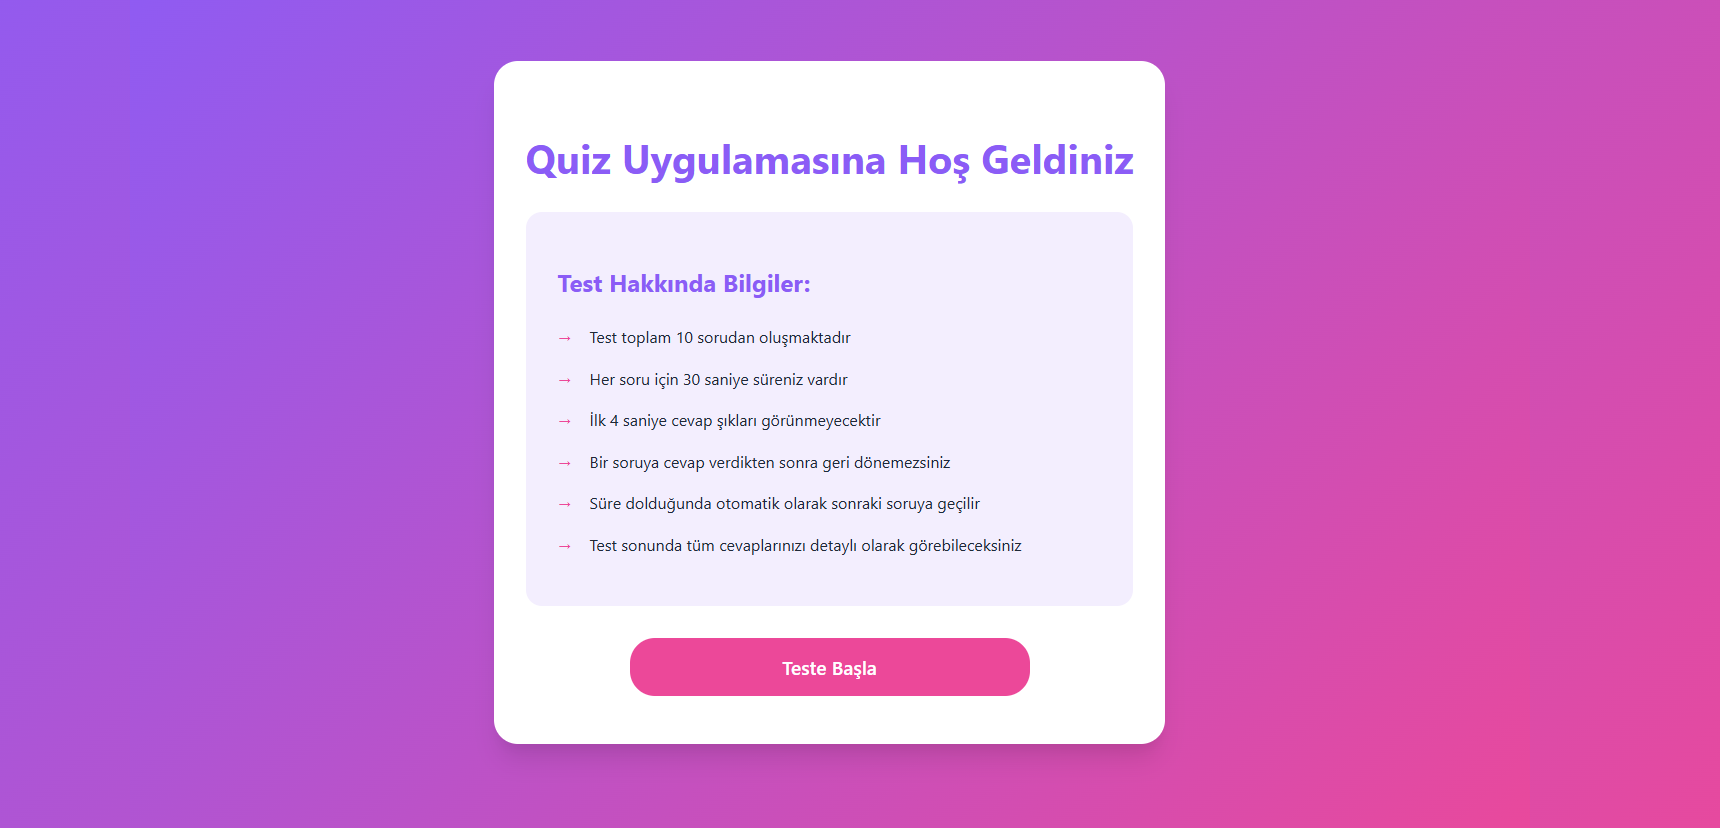 Quiz Uygulamasına Hoş Geldiniz
Test Hakkında Bilgiler:
→ Test toplam 10 sorudan oluşmaktadır
→ Her soru için 30 saniye süreniz vardır
→ İlk 4 saniye cevap şıkları görünmeyecektir
→ Bir soruya cevap verdikten sonra geri dönemezsiniz
→ Süre dolduğunda otomatik olarak sonraki soruya geçilir
→ Test sonunda tüm cevaplarınızı detaylı olarak görebileceksiniz
Teste Başla